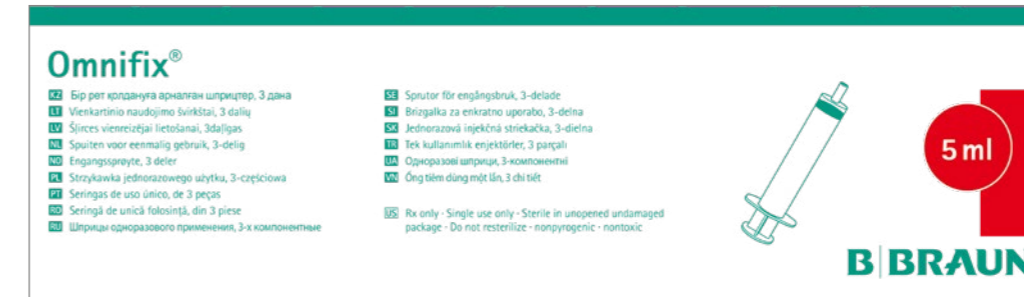 Omnifix®
KZ Бір рет қолдануға арналған шприцтер, 3 дана
LT Vienkartinio naudojimo švirkštai, 3 dalių
LV Šļirces vienreizējai lietošanai, 3daļīgas
NL Spuiten voor eenmalig gebruik, 3-delig
NO Engangssprøyte, 3 deler
PL Strzykawka jednorazowego użytku, 3-częściowa
PT Seringas de uso único, de 3 peças
RO Seringă de unică folosinţă, din 3 piese
RU Шприцы одноразового применения, 3-х компонентные
SE Sprutor för engångsbruk, 3-delade
SI Brizgalka za enkratno uporabo, 3-delna
SK Jednorazová injekčná striekačka, 3-dielna
TR Tek kullanımlık enjektörler, 3 parçalı
UA Одноразові шприци, 3-компонентні
VN Ống tiêm dùng một lần, 3 chi tiết
US Rx only · Single use only · Sterile in unopened undamaged
package · Do not resterilize · nonpyrogenic · nontoxic
5 ml
B BRAUN